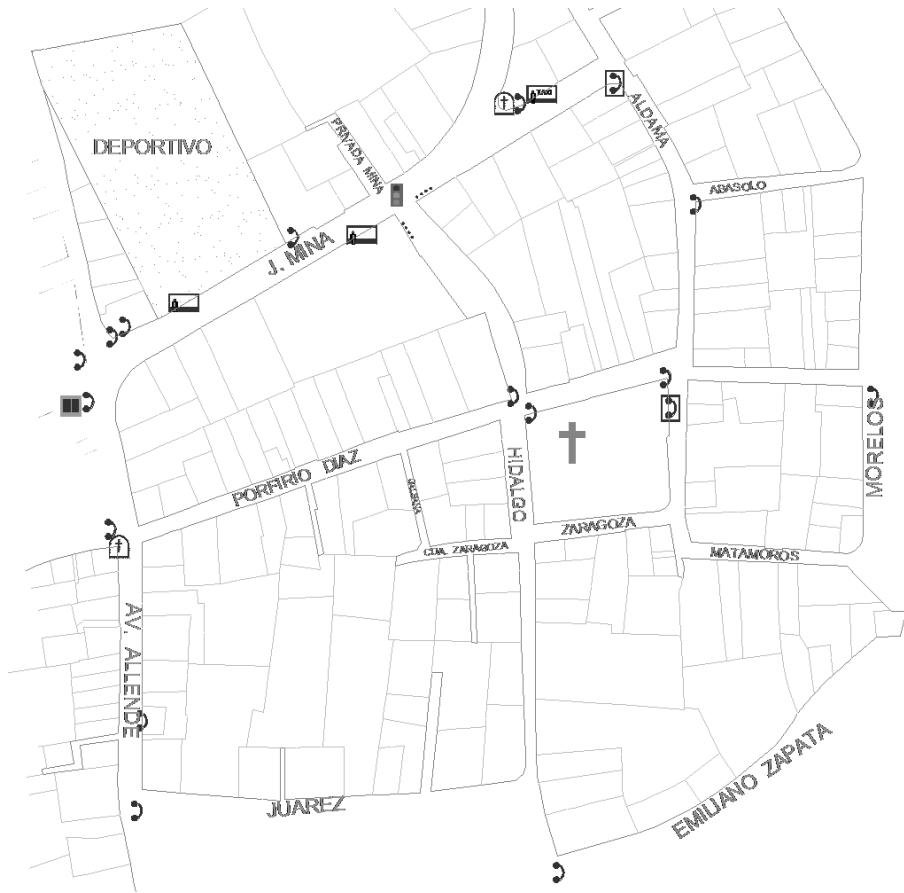 TAXI
ALDAMA
PRIVADA MINA
DEPORTIVO
ABASOLO
J. MINA
MORELOS
PORFIRIO DIAZ
HIDALGO
ZARAGOZA
CDA. ZARAGOZA
MATAMOROS
AV. ALLENDE
EMILIANO ZAPATA
JUAREZ